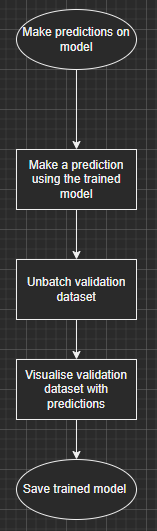 Make predictions on
model
Make a prediction
using the trained
model
Unbatch validation
dataset
Visualise validation
dataset with
predictions
Save trained model